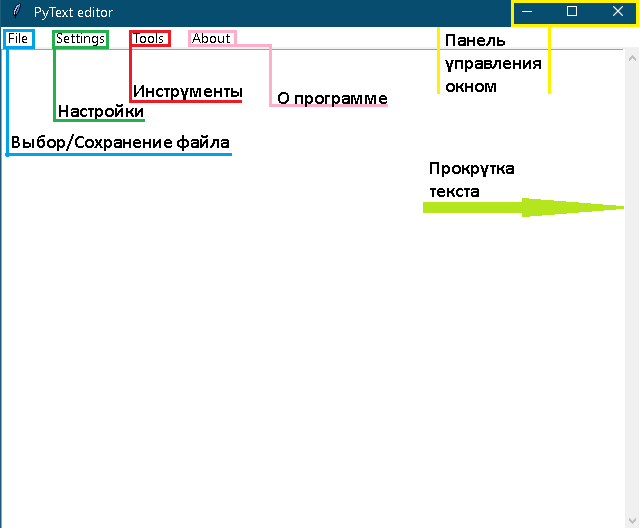 PyText editor
File Settings Tools About
Панель
управления
окном
Инструменты
О программе
Настройки
Выбор/Сохранение файла
Прокрутка
текста